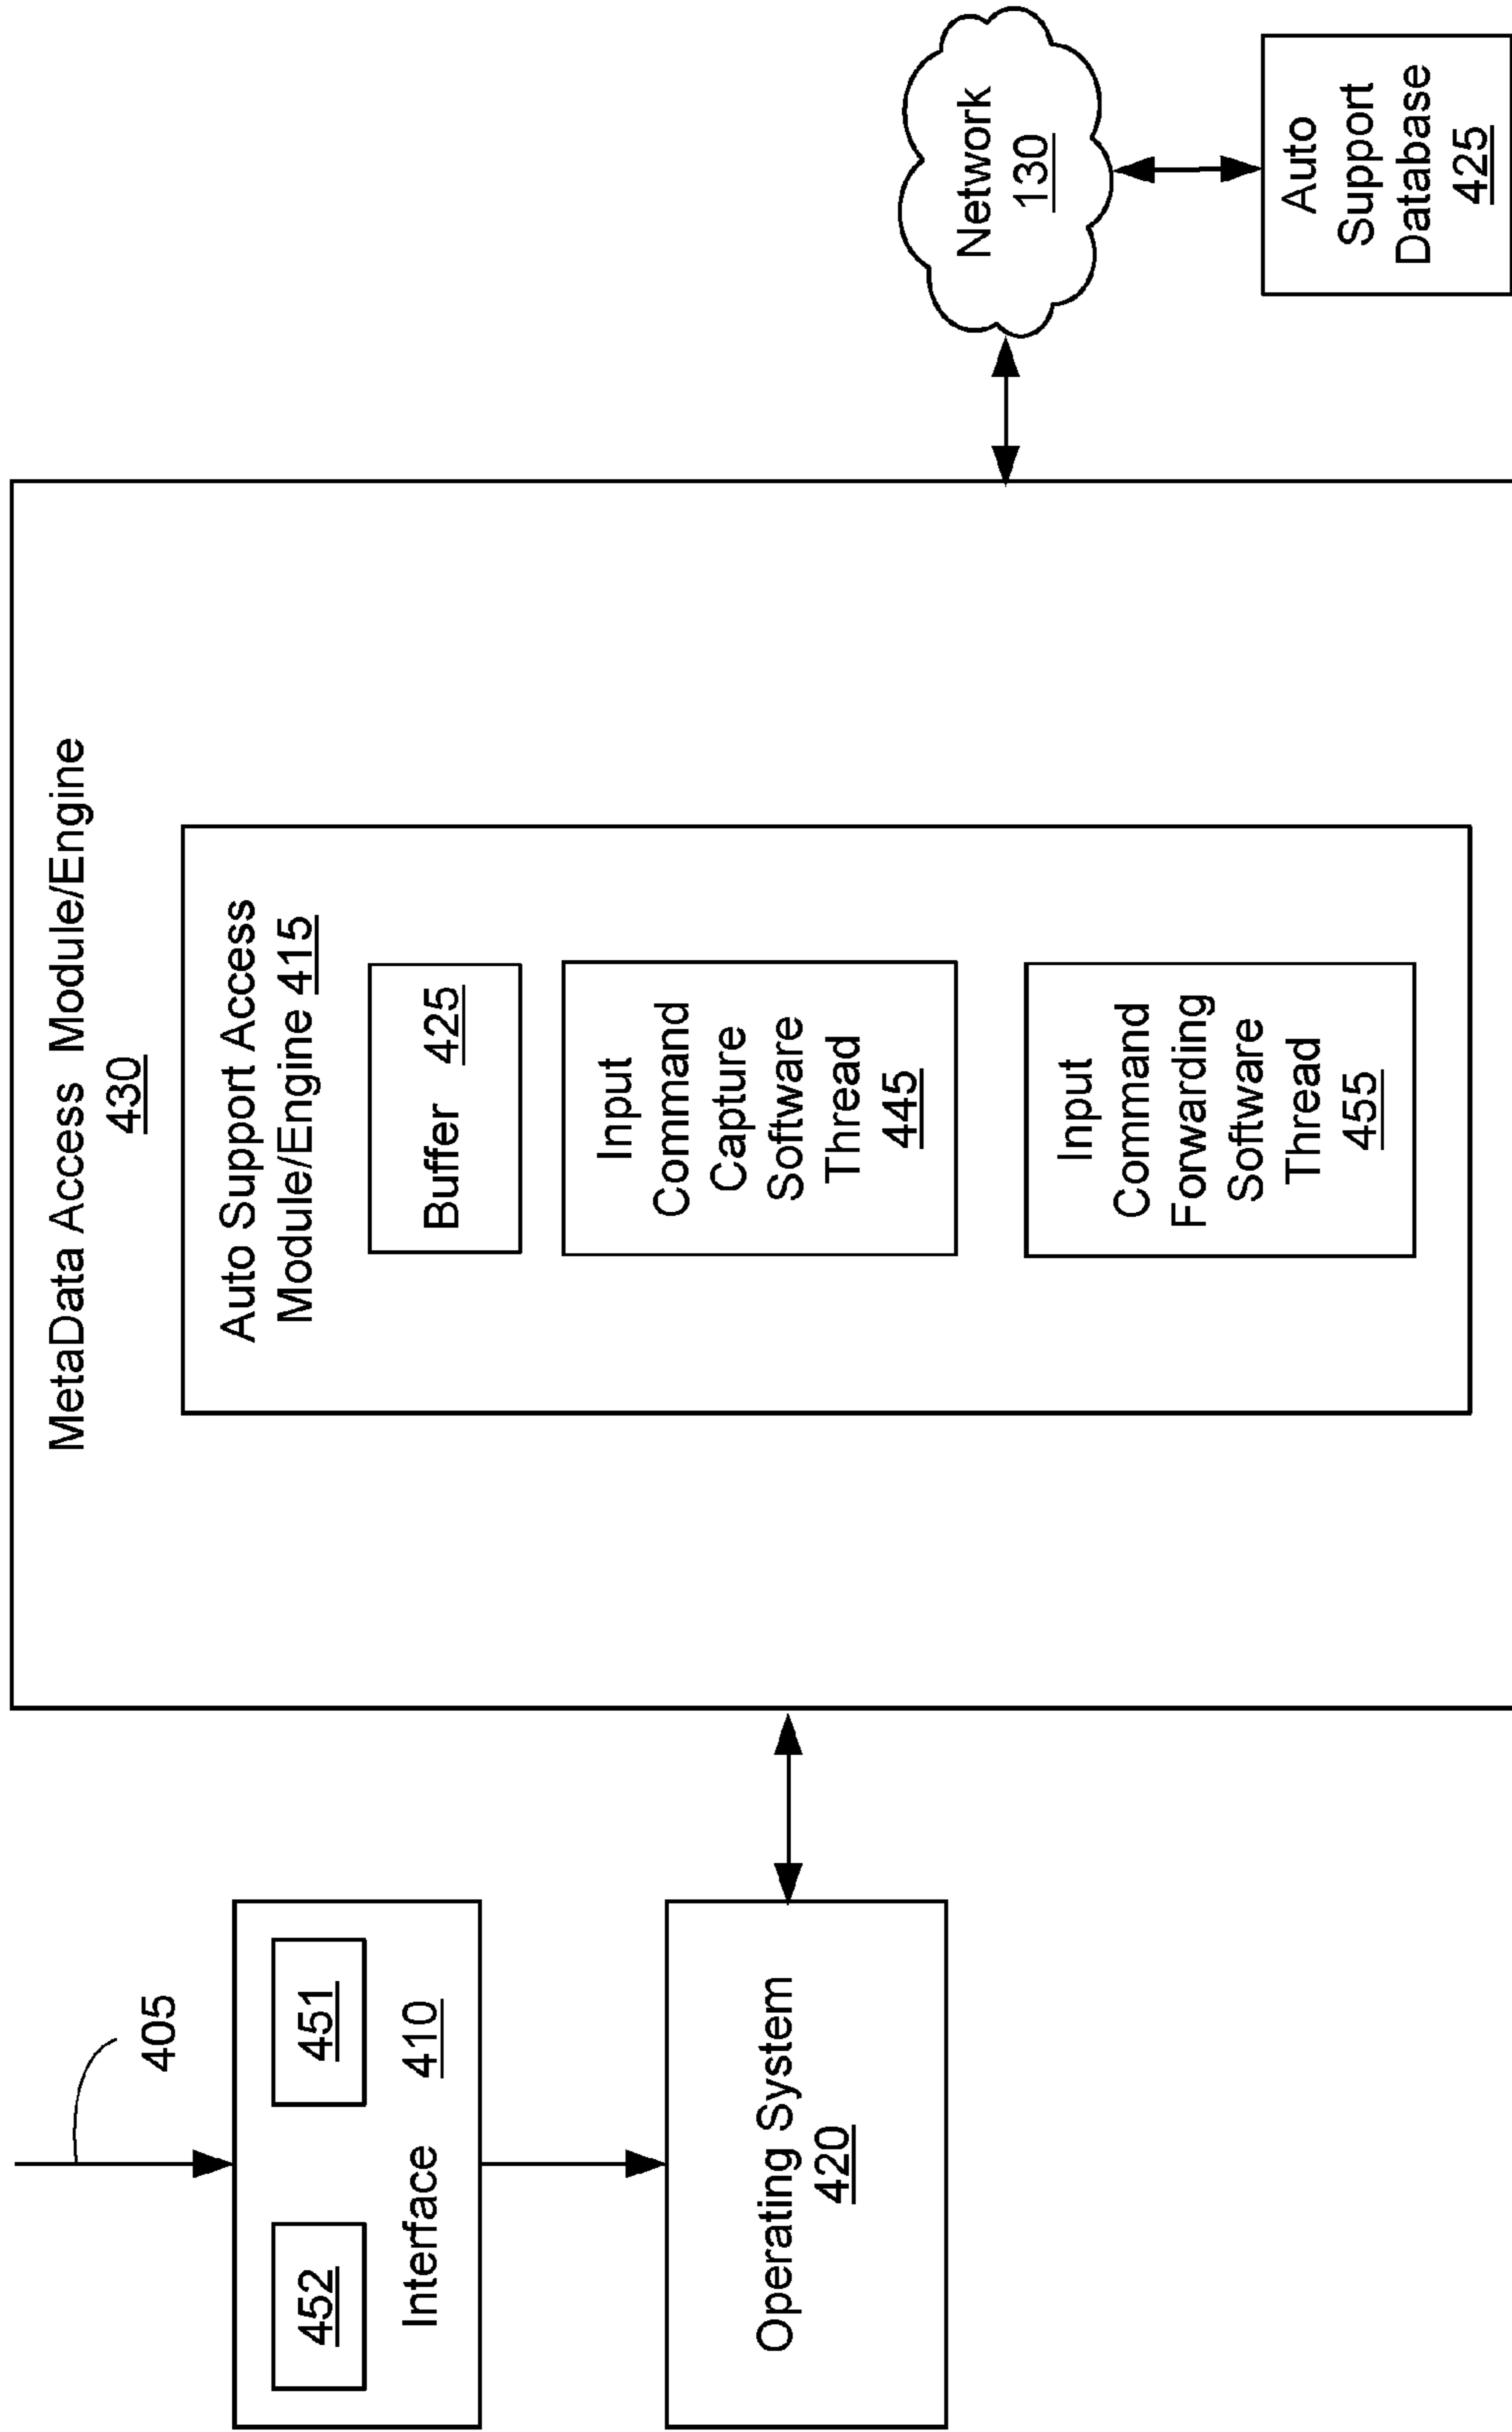 405
452
451
Interface 410
Operating System
420
MetaData Access Module/Engine
430
Auto Support Access
Module/Engine 415
Buffer 425
Input
Command
Capture
Software
Thread
445
Input
Command
Forwarding
Software
Thread
455
Network
130
Auto
Support
Database
425